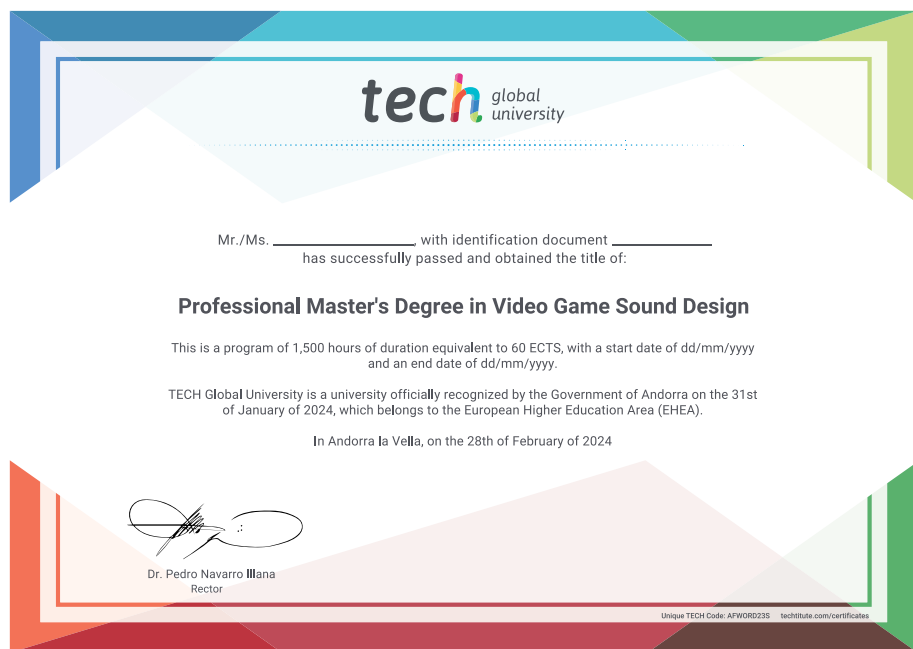 tech global university
Mr./Ms. ________________, with identification document ____________
has successfully passed and obtained the title of:
Professional Master's Degree in Video Game Sound Design
This is a program of 1,500 hours of duration equivalent to 60 ECTS, with a start date of dd/mm/yyyy
and an end date of dd/mm/yyyy.
TECH Global University is a university officially recognized by the Government of Andorra on the 31st
of January of 2024, which belongs to the European Higher Education Area (EHEA).
In Andorra la Vella, on the 28th of February of 2024
Dr. Pedro Navarro Illana
Rector
Unique TECH Code: AFWORD23S techtitute.com/certificates